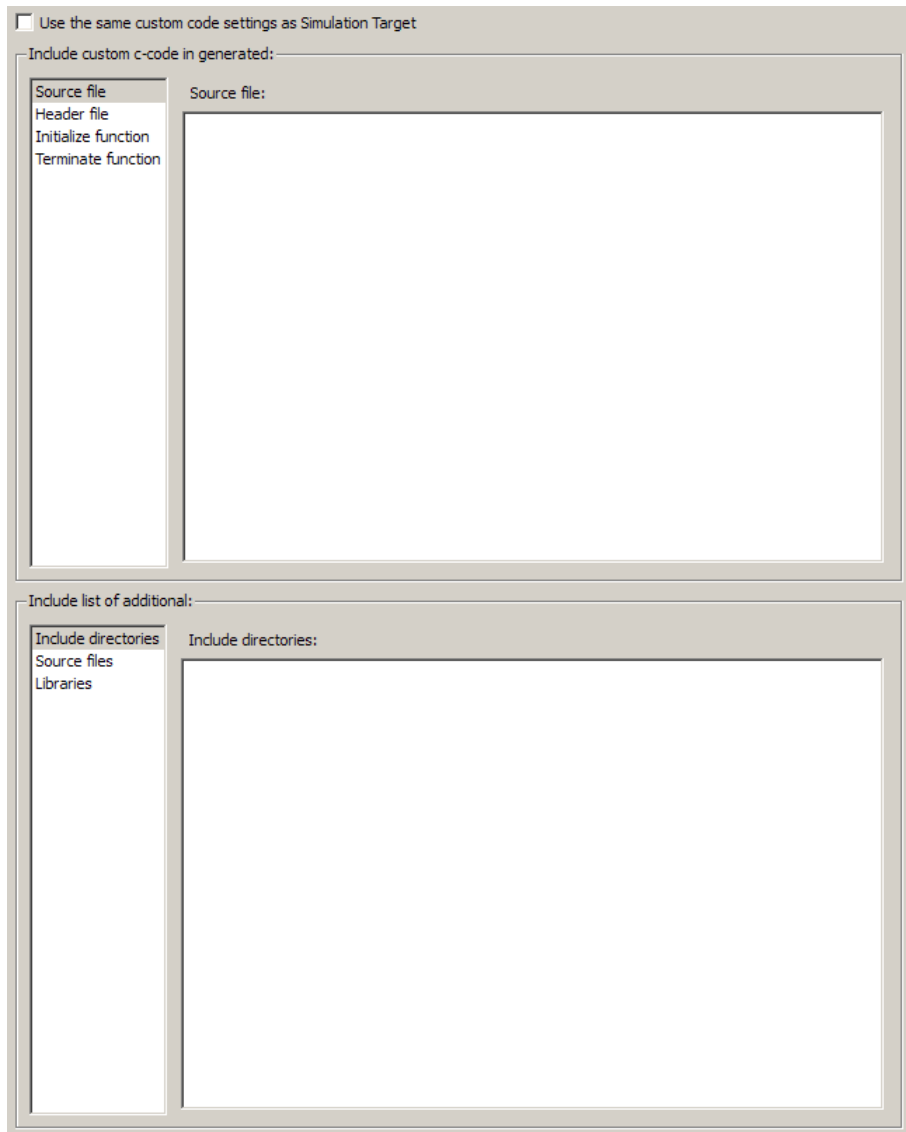 Use the same custom code settings as Simulation Target
Include custom c-code in generated:
Source file
Header file
Initialize function
Terminate function
Source file:
Include list of additional:
Include directories
Source files
Libraries
Include directories: